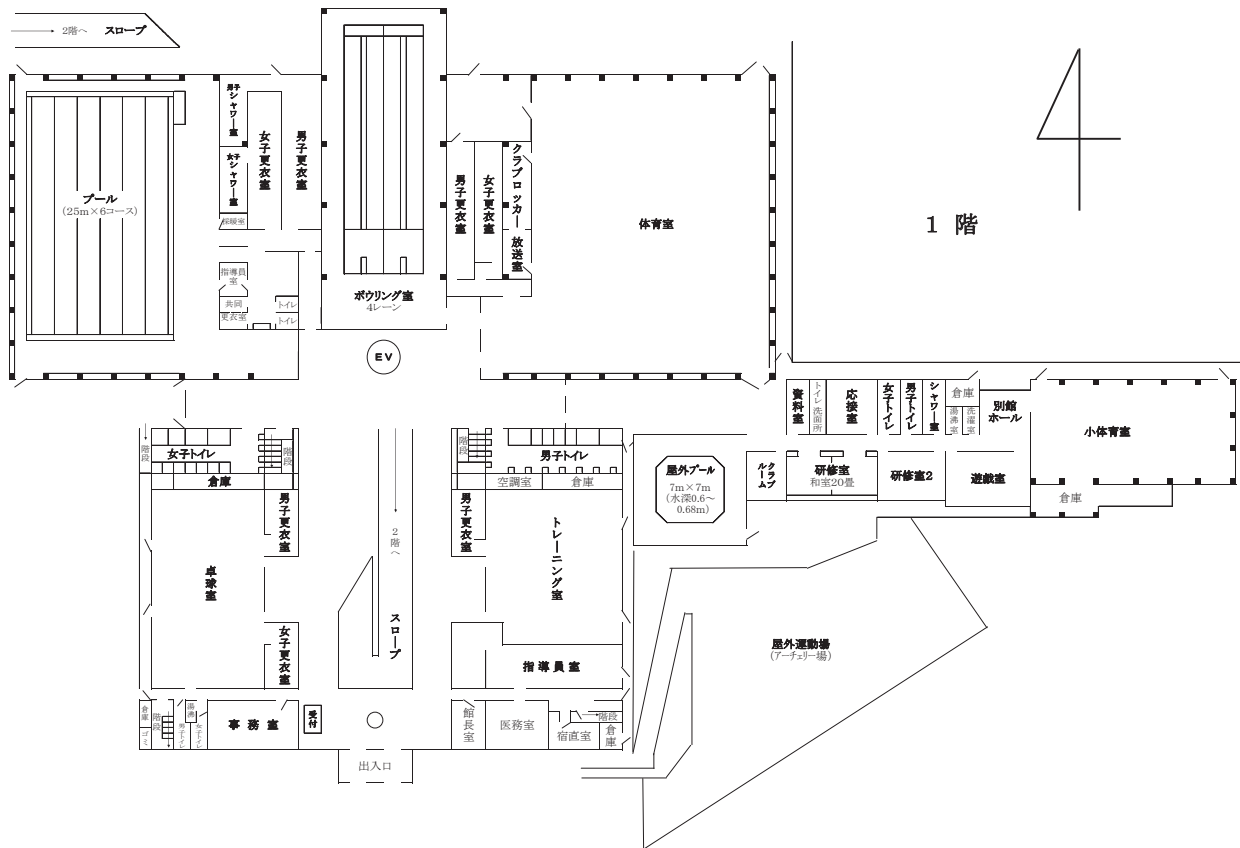 2階へ スロープ
男子シャワー室
女子シャワー室
採暖室
女子更衣室
男子更衣室
プール
(25m×6コース)
指導員室
共同更衣室
トイレ
トイレ
ボウリング室
4レーン
EV
男子更衣室
女子更衣室
クラブロッカー
放送室
体育室
1 階
資料室
トイレ
洗面所
応接室
女子トイレ
男子トイレ
シャワー室
倉庫
湯沸室
洗濯室
別館ホール
小体育室
クラブルーム
研修室
和室20畳
研修室2
遊戯室
倉庫
屋外プール
7m×7m
(水深0.6〜
0.68m)
階段
女子トイレ
階段
倉庫
男子更衣室
卓球室
女子更衣室
2階へ
スロープ
階段
男子トイレ
空調室
倉庫
男子更衣室
トレーニング室
指導員室
屋外運動場
(アーチェリー場)
倉庫
ゴミ
階段
湯沸
男子トイレ
女子トイレ
事務室
受付
館長室
医務室
宿直室
階段
倉庫
出入口